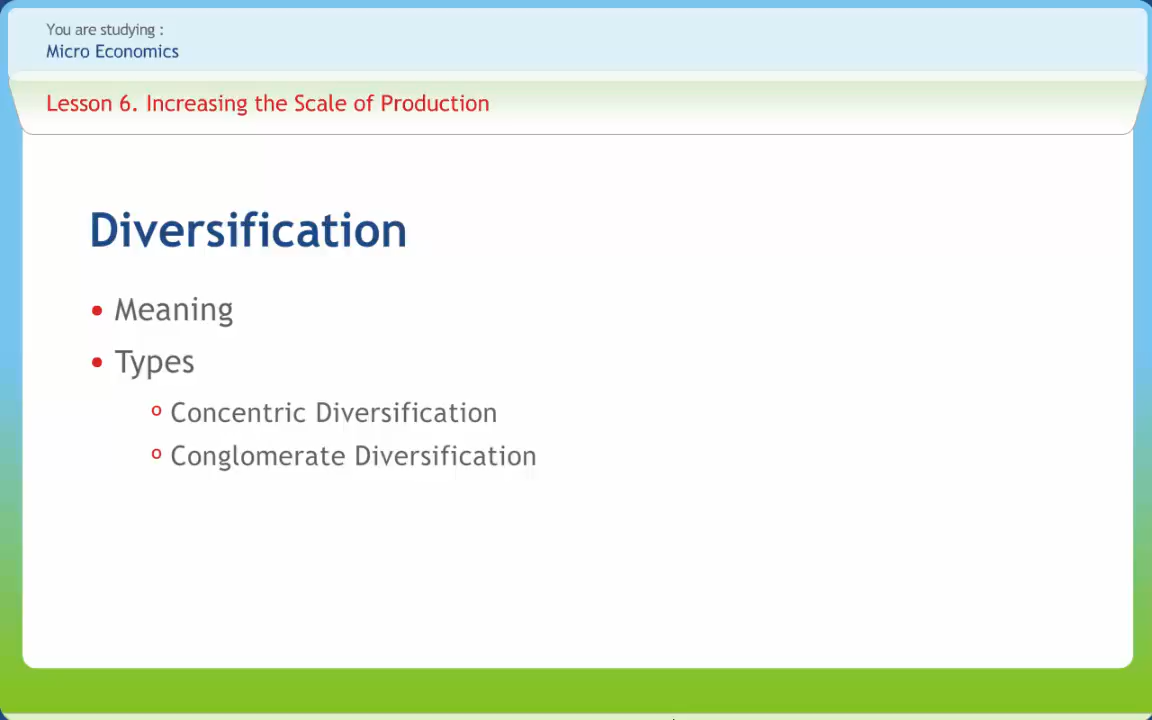 You are studying :
Micro Economics
Lesson 6. Increasing the Scale of Production
Diversification
• Meaning
• Types
o Concentric Diversification
o Conglomerate Diversification